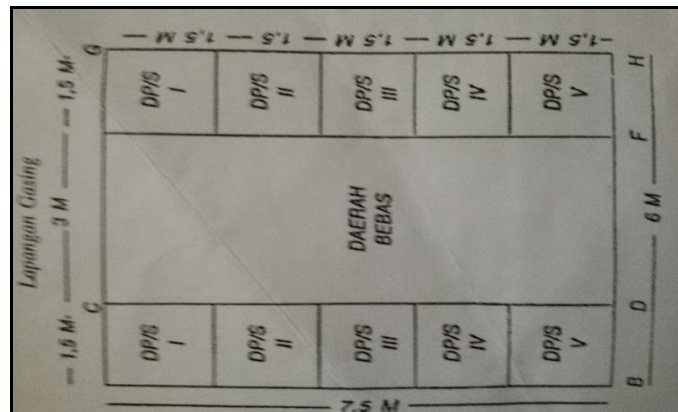 Lapangan Gasing
1,5 M
3 M
1,5 M
1,5 M
1,5
1,5 M
1,5 M
1,5 M
G
H
DP/S
I
DP/S
II
DP/S
III
DP/S
IV
DP/S
V
F
DAERAH
BEBAS
6 M
C
D
DP/S
I
DP/S
II
DP/S
III
DP/S
IV
DP/S
V
B
7,5 M